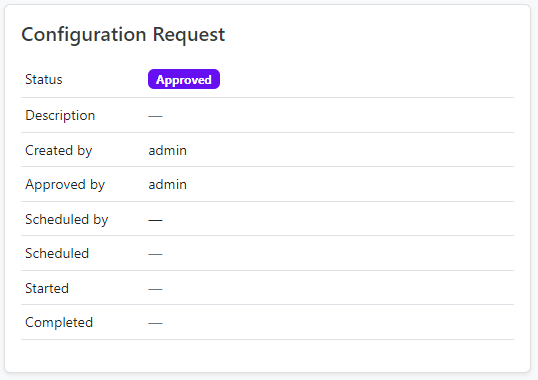 Configuration Request
Status Approved
Description —
Created by admin
Approved by admin
Scheduled by —
Scheduled —
Started —
Completed —